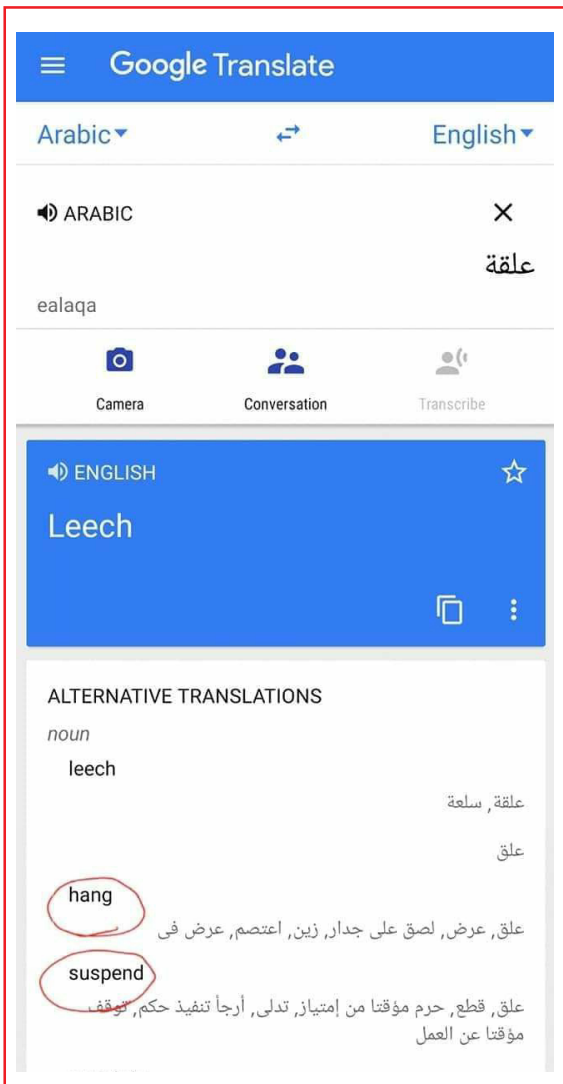 Google Translate
Arabic
English
ARABIC
علقة
ealaqa
Camera
Conversation
Transcribe
ENGLISH
Leech
ALTERNATIVE TRANSLATIONS
noun
leech
علقة, سلعة
علق
hang
علق, عرض, لصق على جدار, زين, اعتصم, عرض فى
suspend
علق, قطع, حرم مؤقتا من إمتياز, تدلى, أرجأ تنفيذ حكم, توقف
مؤقتا عن العمل